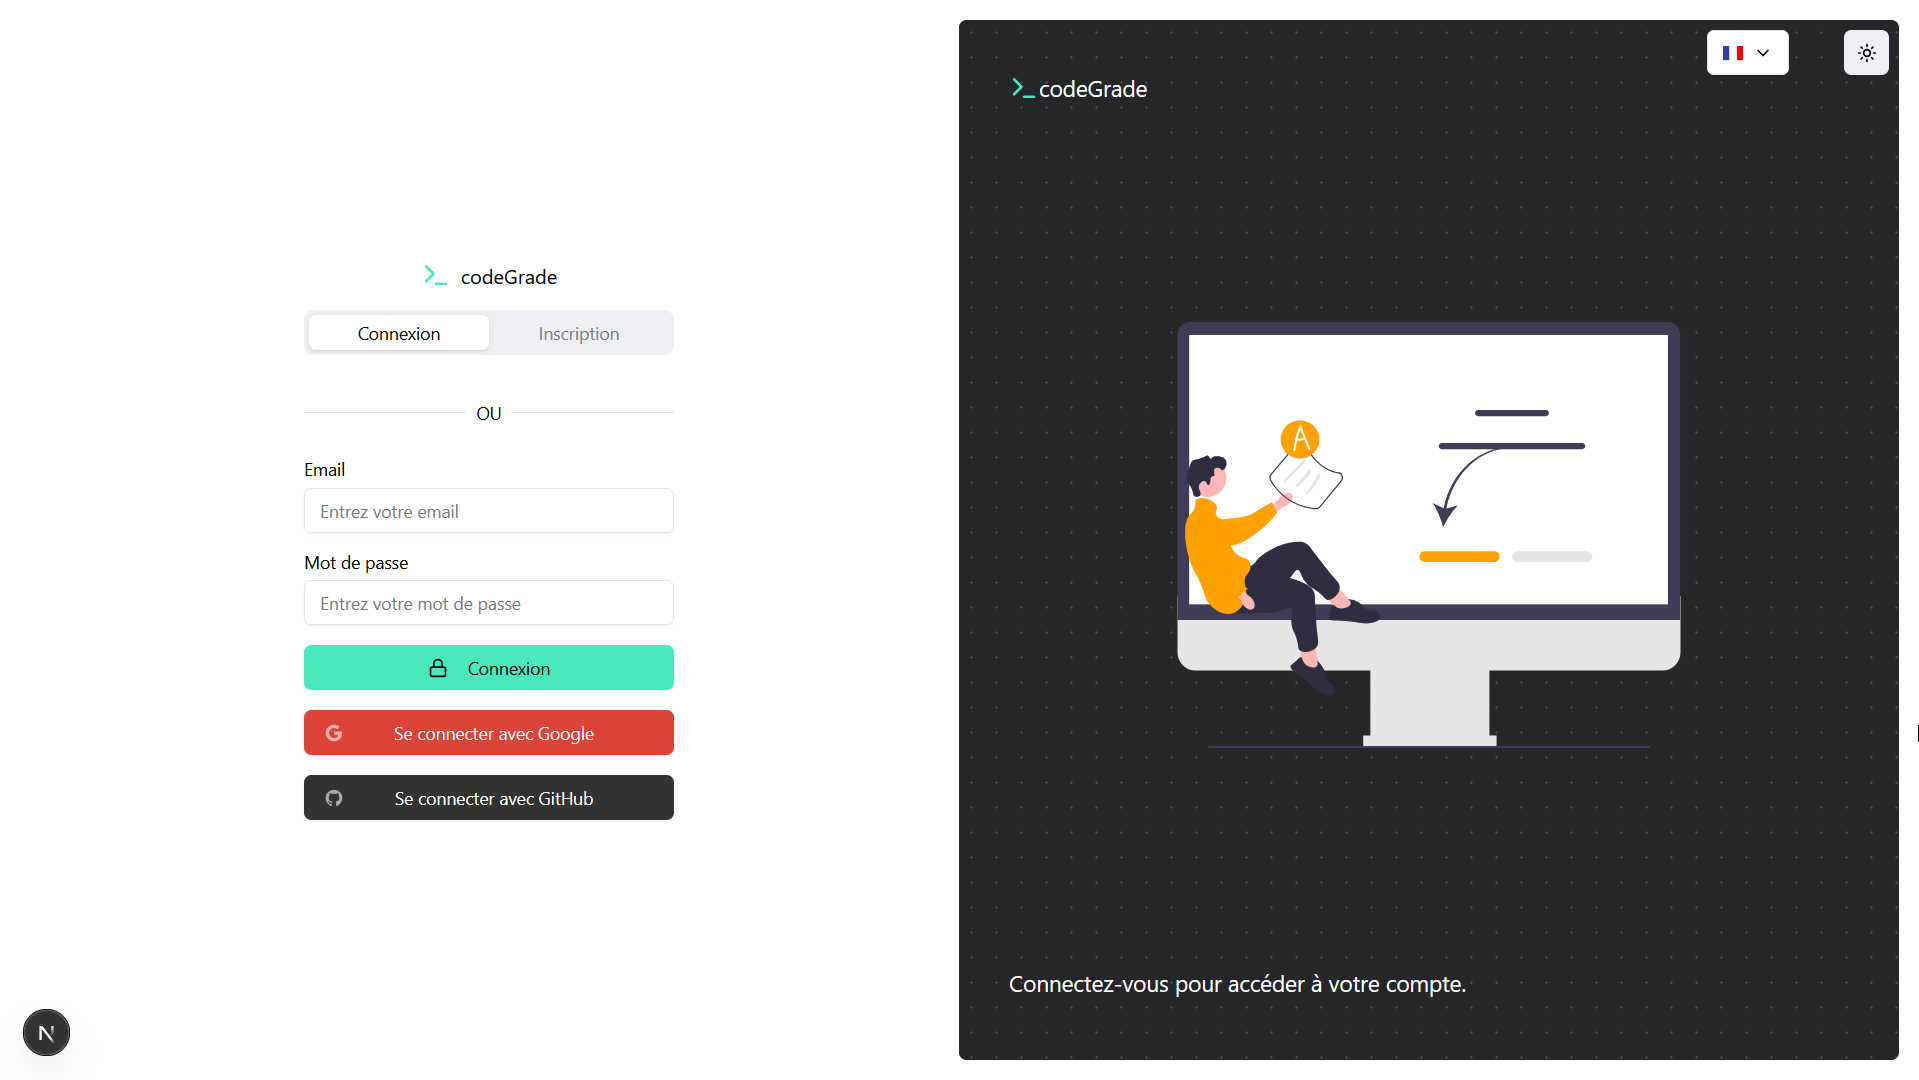 codeGrade
Connexion
Inscription
OU
Email
Entrez votre email
Mot de passe
Entrez votre mot de passe
Connexion
Se connecter avec Google
Se connecter avec GitHub
N
codeGrade
A
Connectez-vous pour accéder à votre compte.